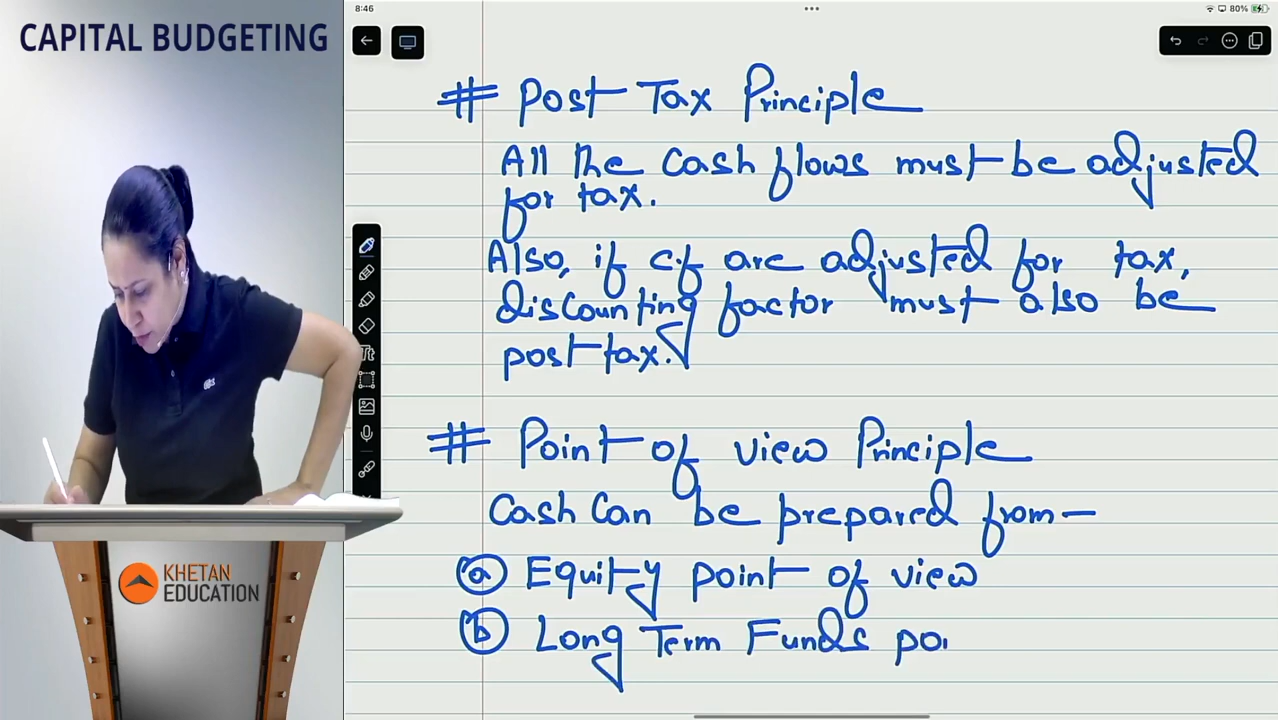 CAPITAL BUDGETING
8:46
80%
# Post Tax Principle
All the cash flows must be adjusted
for tax.
Also, if c.f are adjusted for tax,
discounting factor must also be
post tax.
# Point of view Principle
Cash Can be prepared from-
(a) Equity point of view
(b) Long Term Funds poi
Tt
KHETAN
EDUCATION